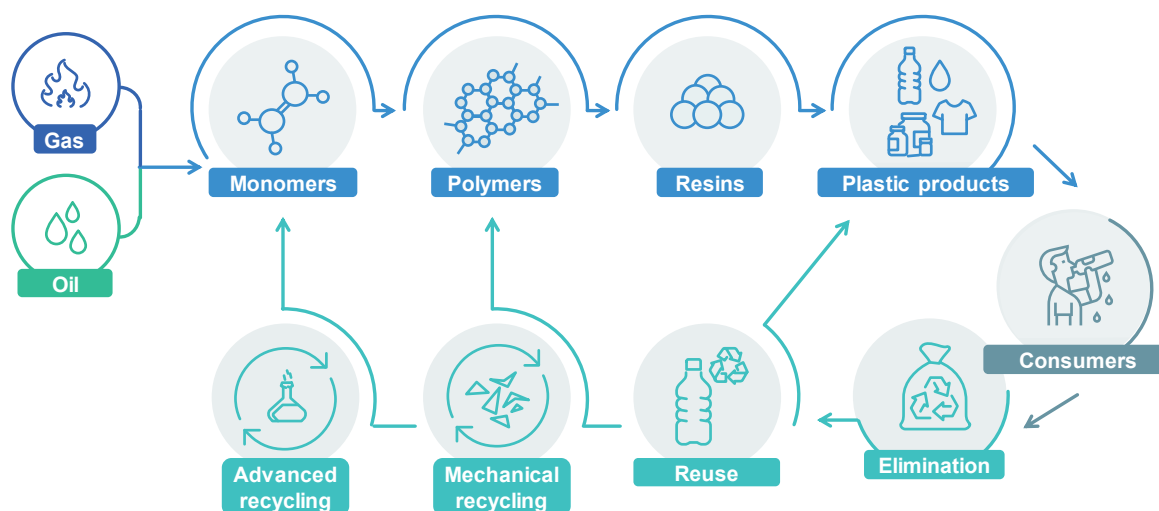 Gas
Monomers
Polymers
Resins
Plastic products
Oil
Consumers
Advanced
recycling
Mechanical
recycling
Reuse
Elimination